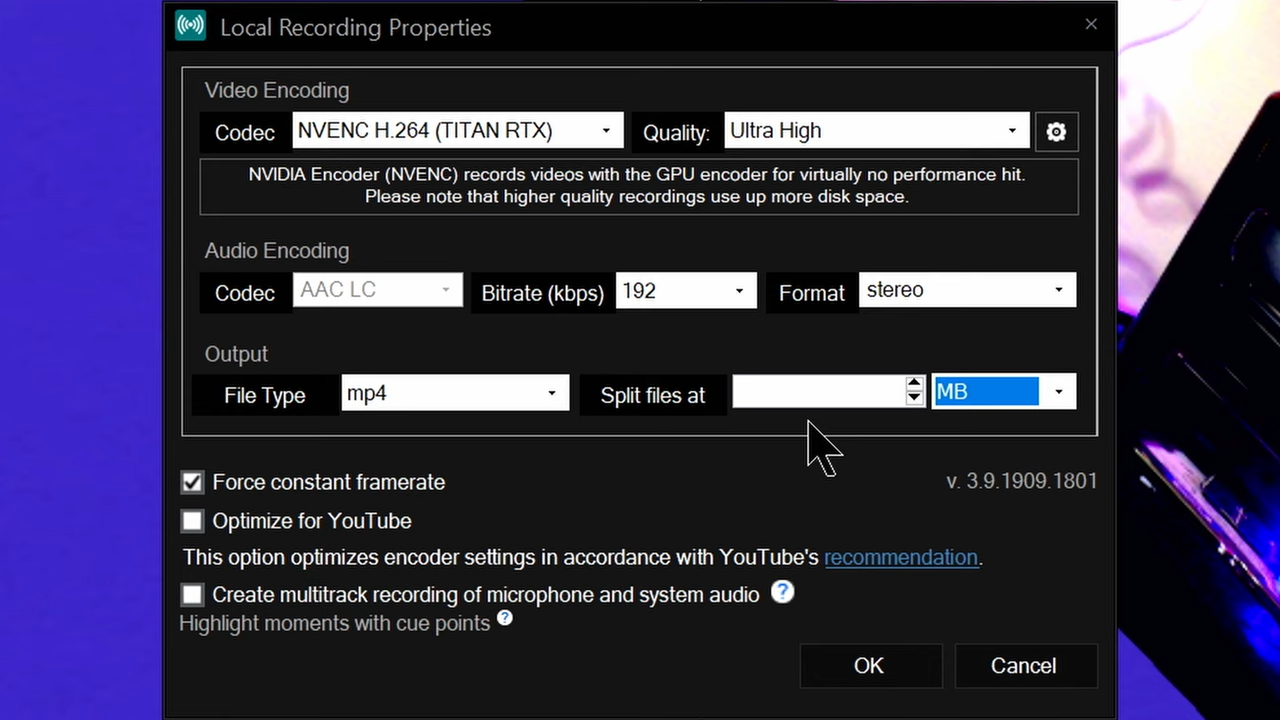 Local Recording Properties
Video Encoding
Codec NVENC H.264 (TITAN RTX) Quality: Ultra High
NVIDIA Encoder (NVENC) records videos with the GPU encoder for virtually no performance hit.
Please note that higher quality recordings use up more disk space.
Audio Encoding
Codec AAC LC Bitrate (kbps) 192 Format stereo
Output
File Type mp4 Split files at MB
Force constant framerate v. 3.9.1909.1801
Optimize for YouTube
This option optimizes encoder settings in accordance with YouTube's recommendation.
Create multitrack recording of microphone and system audio ?
Highlight moments with cue points ?
OK Cancel